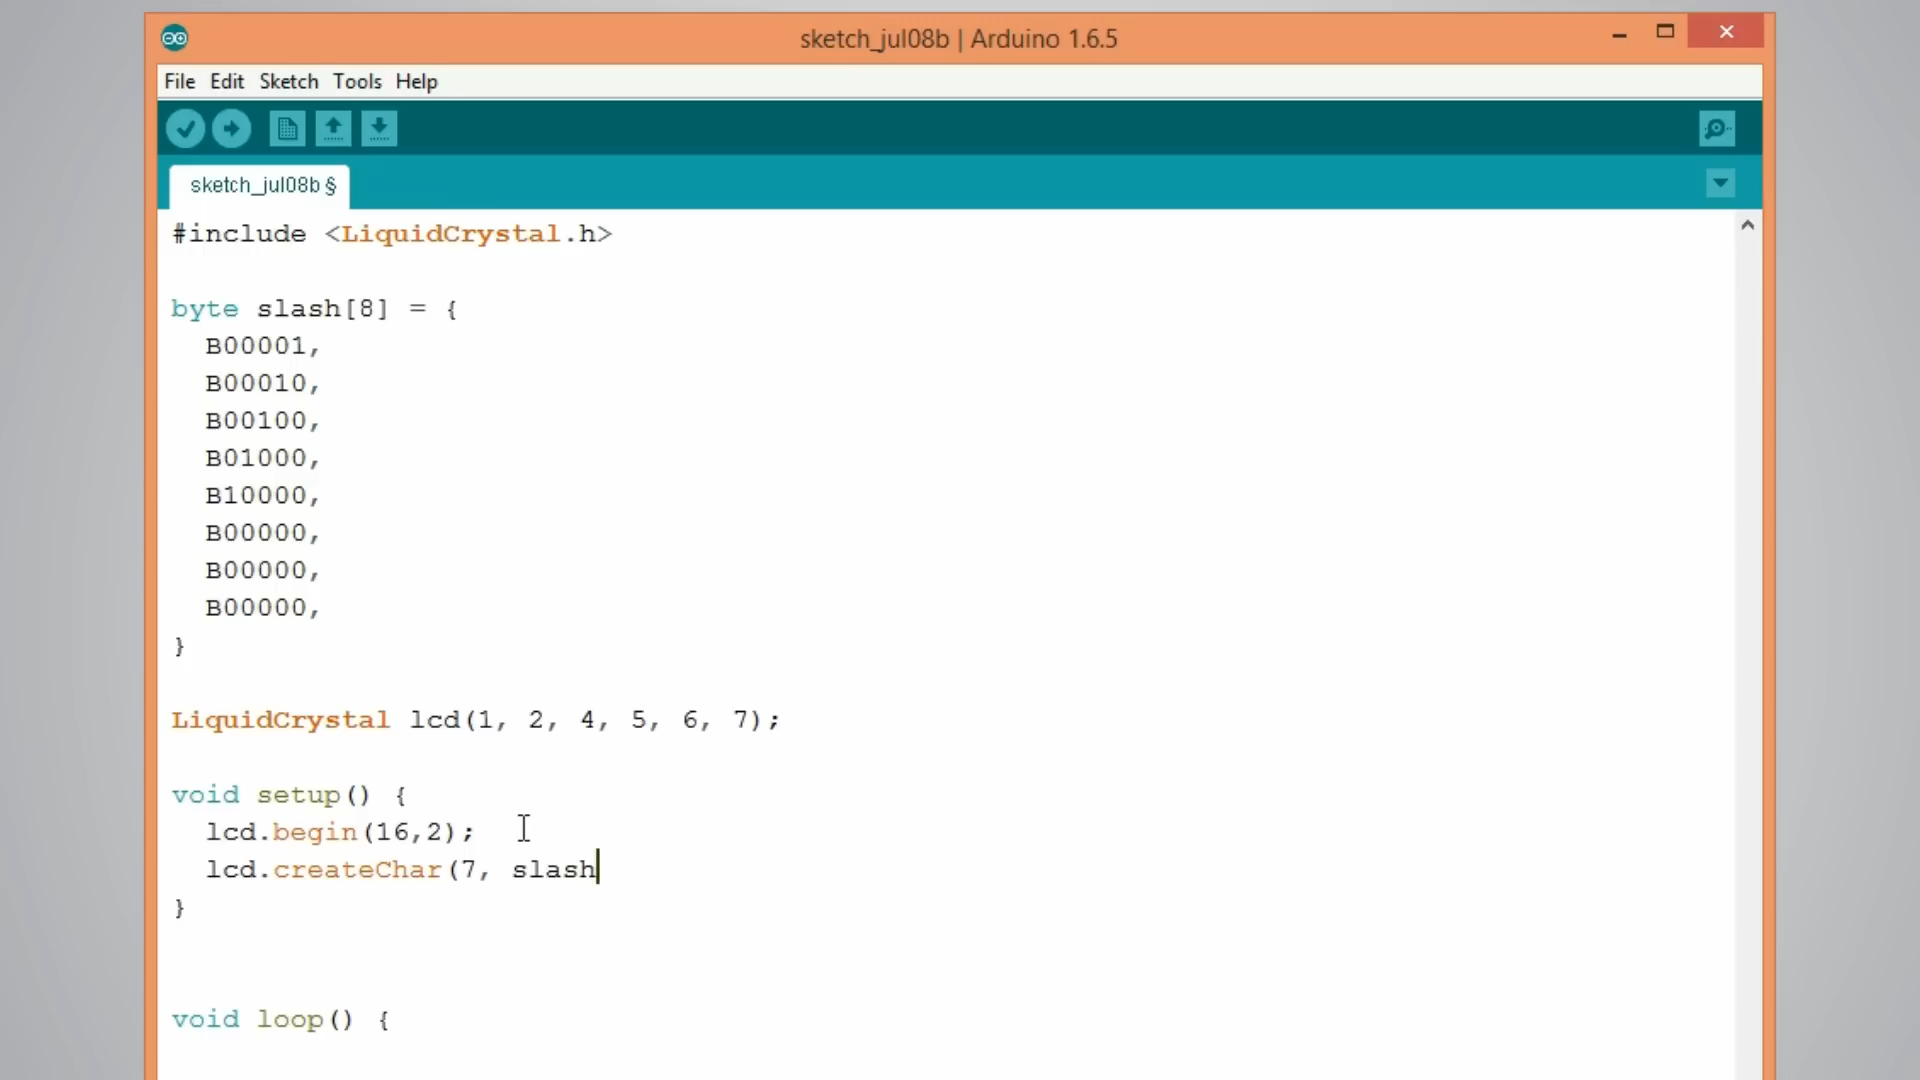 sketch_jul08b | Arduino 1.6.5
File Edit Sketch Tools Help
sketch_jul08b §
#include <LiquidCrystal.h>
byte slash[8] = {
B00001,
B00010,
B00100,
B01000,
B10000,
B00000,
B00000,
B00000,
}
LiquidCrystal lcd(1, 2, 4, 5, 6, 7);
void setup() {
lcd.begin(16,2);
lcd.createChar(7, slash
}
void loop() {